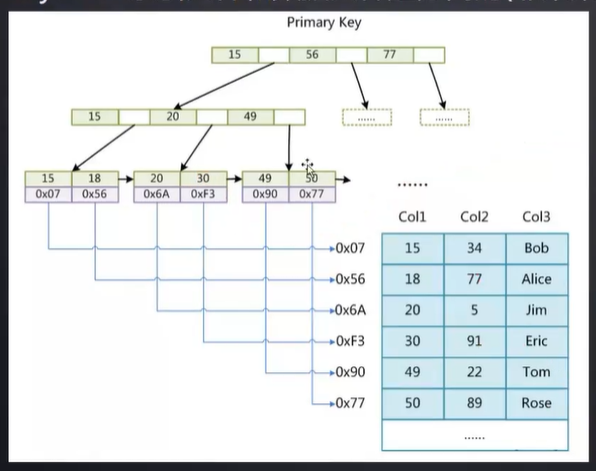 Primary Key
15 56 77
15 20 49
...... ......
15 18 20 30 49 50
0x07 0x56 0x6A 0xF3 0x90 0x77
......
Col1 Col2 Col3
0x07 15 34 Bob
0x56 18 77 Alice
0x6A 20 5 Jim
0xF3 30 91 Eric
0x90 49 22 Tom
0x77 50 89 Rose
......